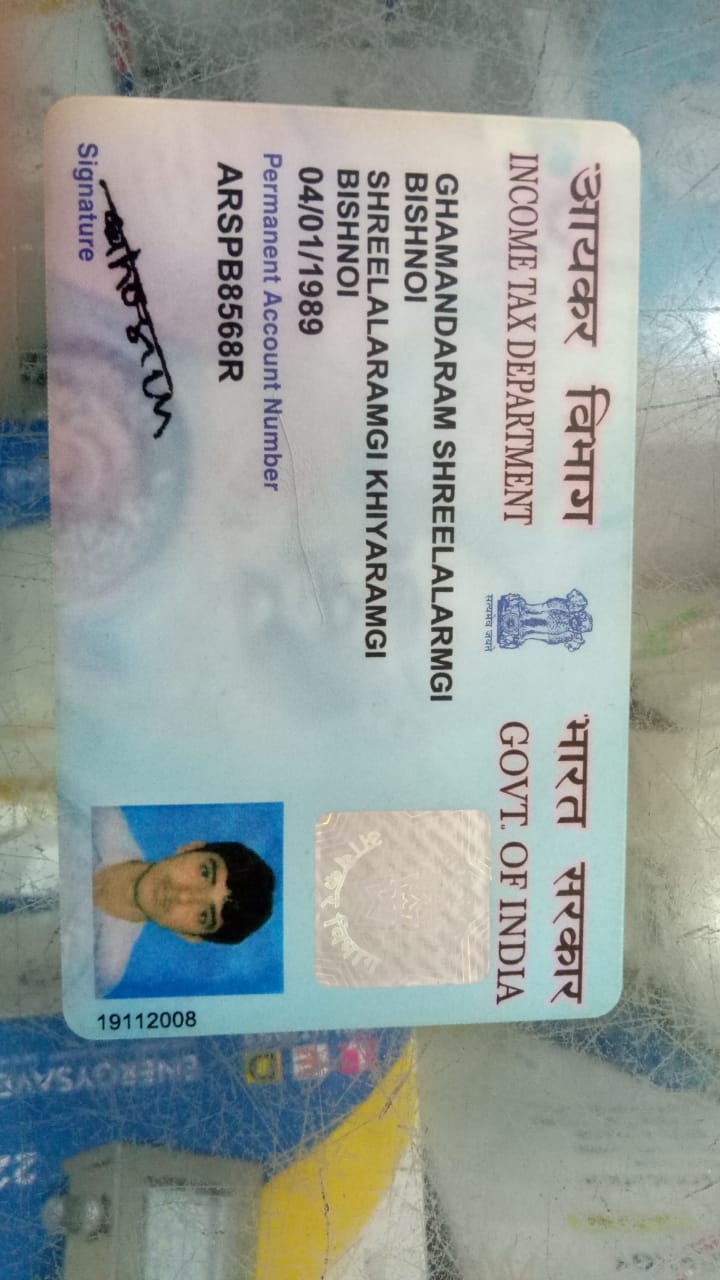 आयकर विभाग
INCOME TAX DEPARTMENT
भारत सरकार
GOVT. OF INDIA
सत्यमेव जयते
GHAMANDARAM SHREELALARMGI
BISHNOI
SHREELALARAMGI KHIYARAMGI
BISHNOI
04/01/1989
Permanent Account Number
ARSPB8568R
Signature
19112008